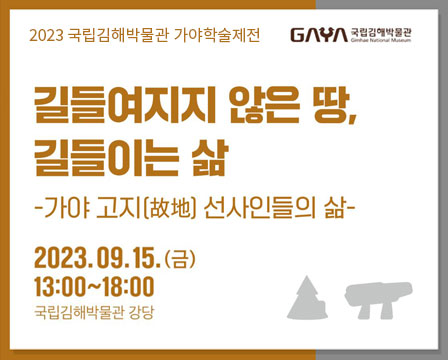 2023 국립김해박물관 가야학술제전
GAYA 국립김해박물관
Gimhae National Museum
길들여지지 않은 땅,
길들이는 삶
-가야 고지(故地) 선사인들의 삶-
2023. 09. 15. (금)
13:00~18:00
국립김해박물관 강당